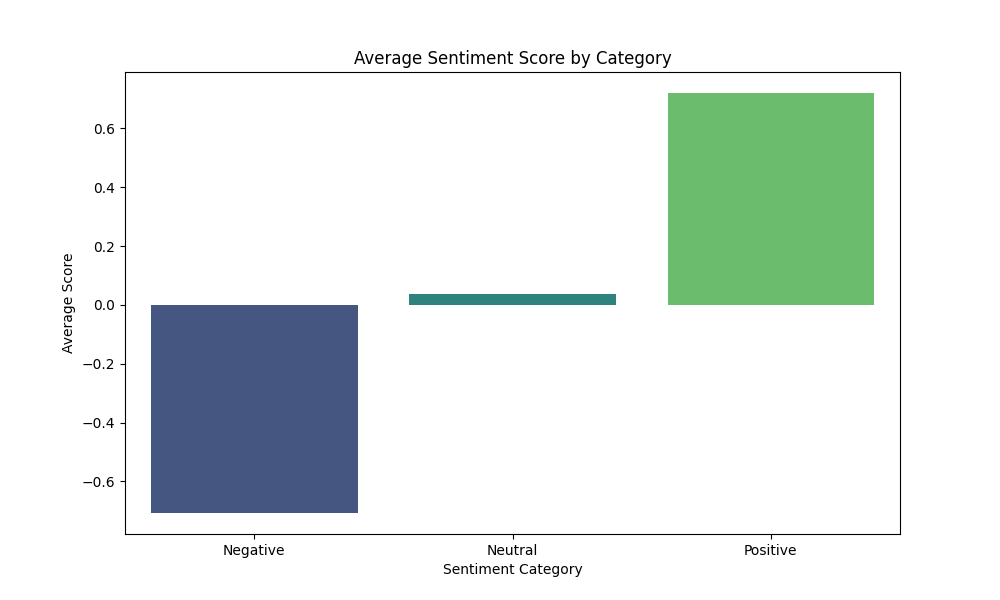 Average Sentiment Score by Category
Average Score
0.6
0.4
0.2
0.0
−0.2
−0.4
−0.6
Negative Neutral Positive
Sentiment Category